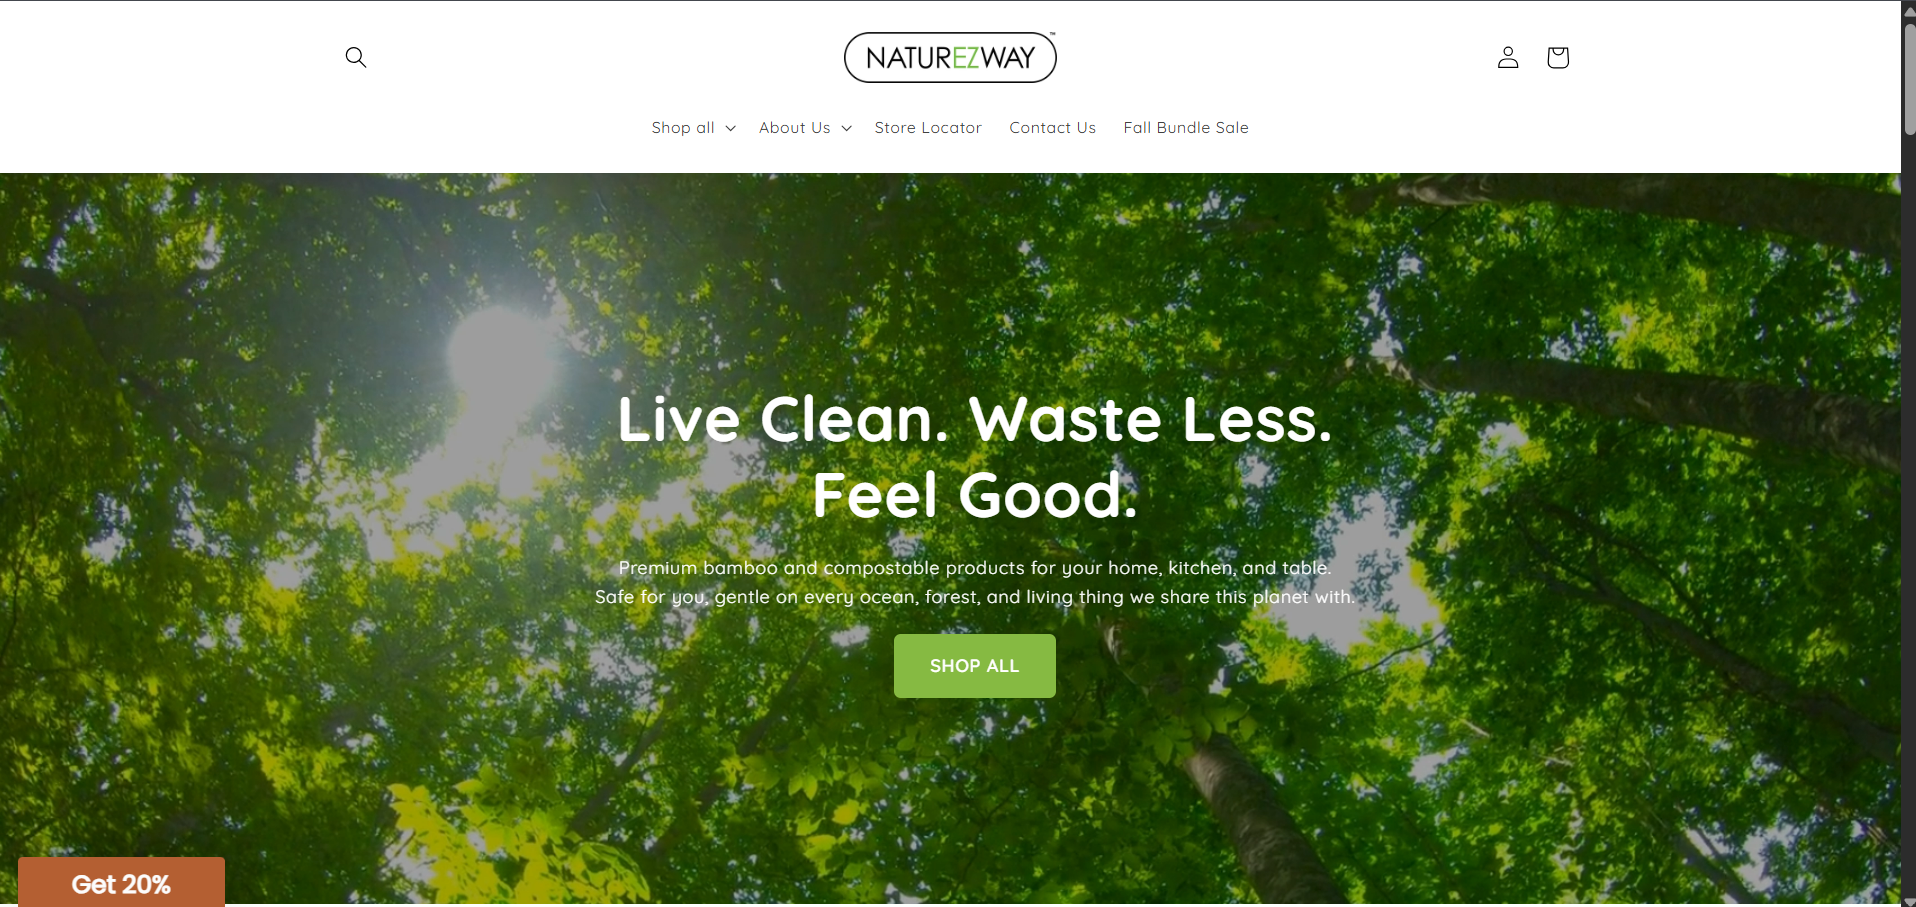 NATUREZWAY™
Shop all
About Us
Store Locator
Contact Us
Fall Bundle Sale
Live Clean. Waste Less.
Feel Good.
Premium bamboo and compostable products for your home, kitchen, and table.
Safe for you, gentle on every ocean, forest, and living thing we share this planet with.
SHOP ALL
Get 20%